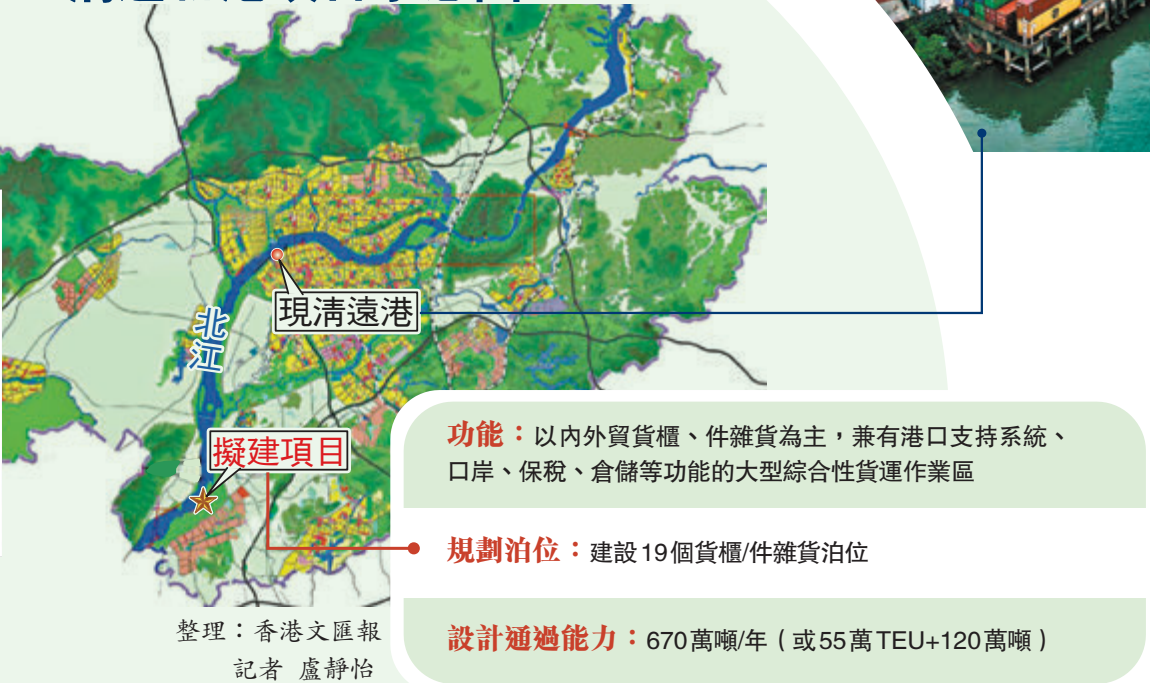 現清遠港
北江
擬建項目
功能：以內外貿貨櫃、件雜貨為主，兼有港口支持系統、
口岸、保稅、倉儲等功能的大型綜合性貨運作業區
規劃泊位：建設19個貨櫃/件雜貨泊位
設計通過能力：670萬噸/年（或55萬TEU+120萬噸）
整理：香港文匯報
記者 盧靜怡